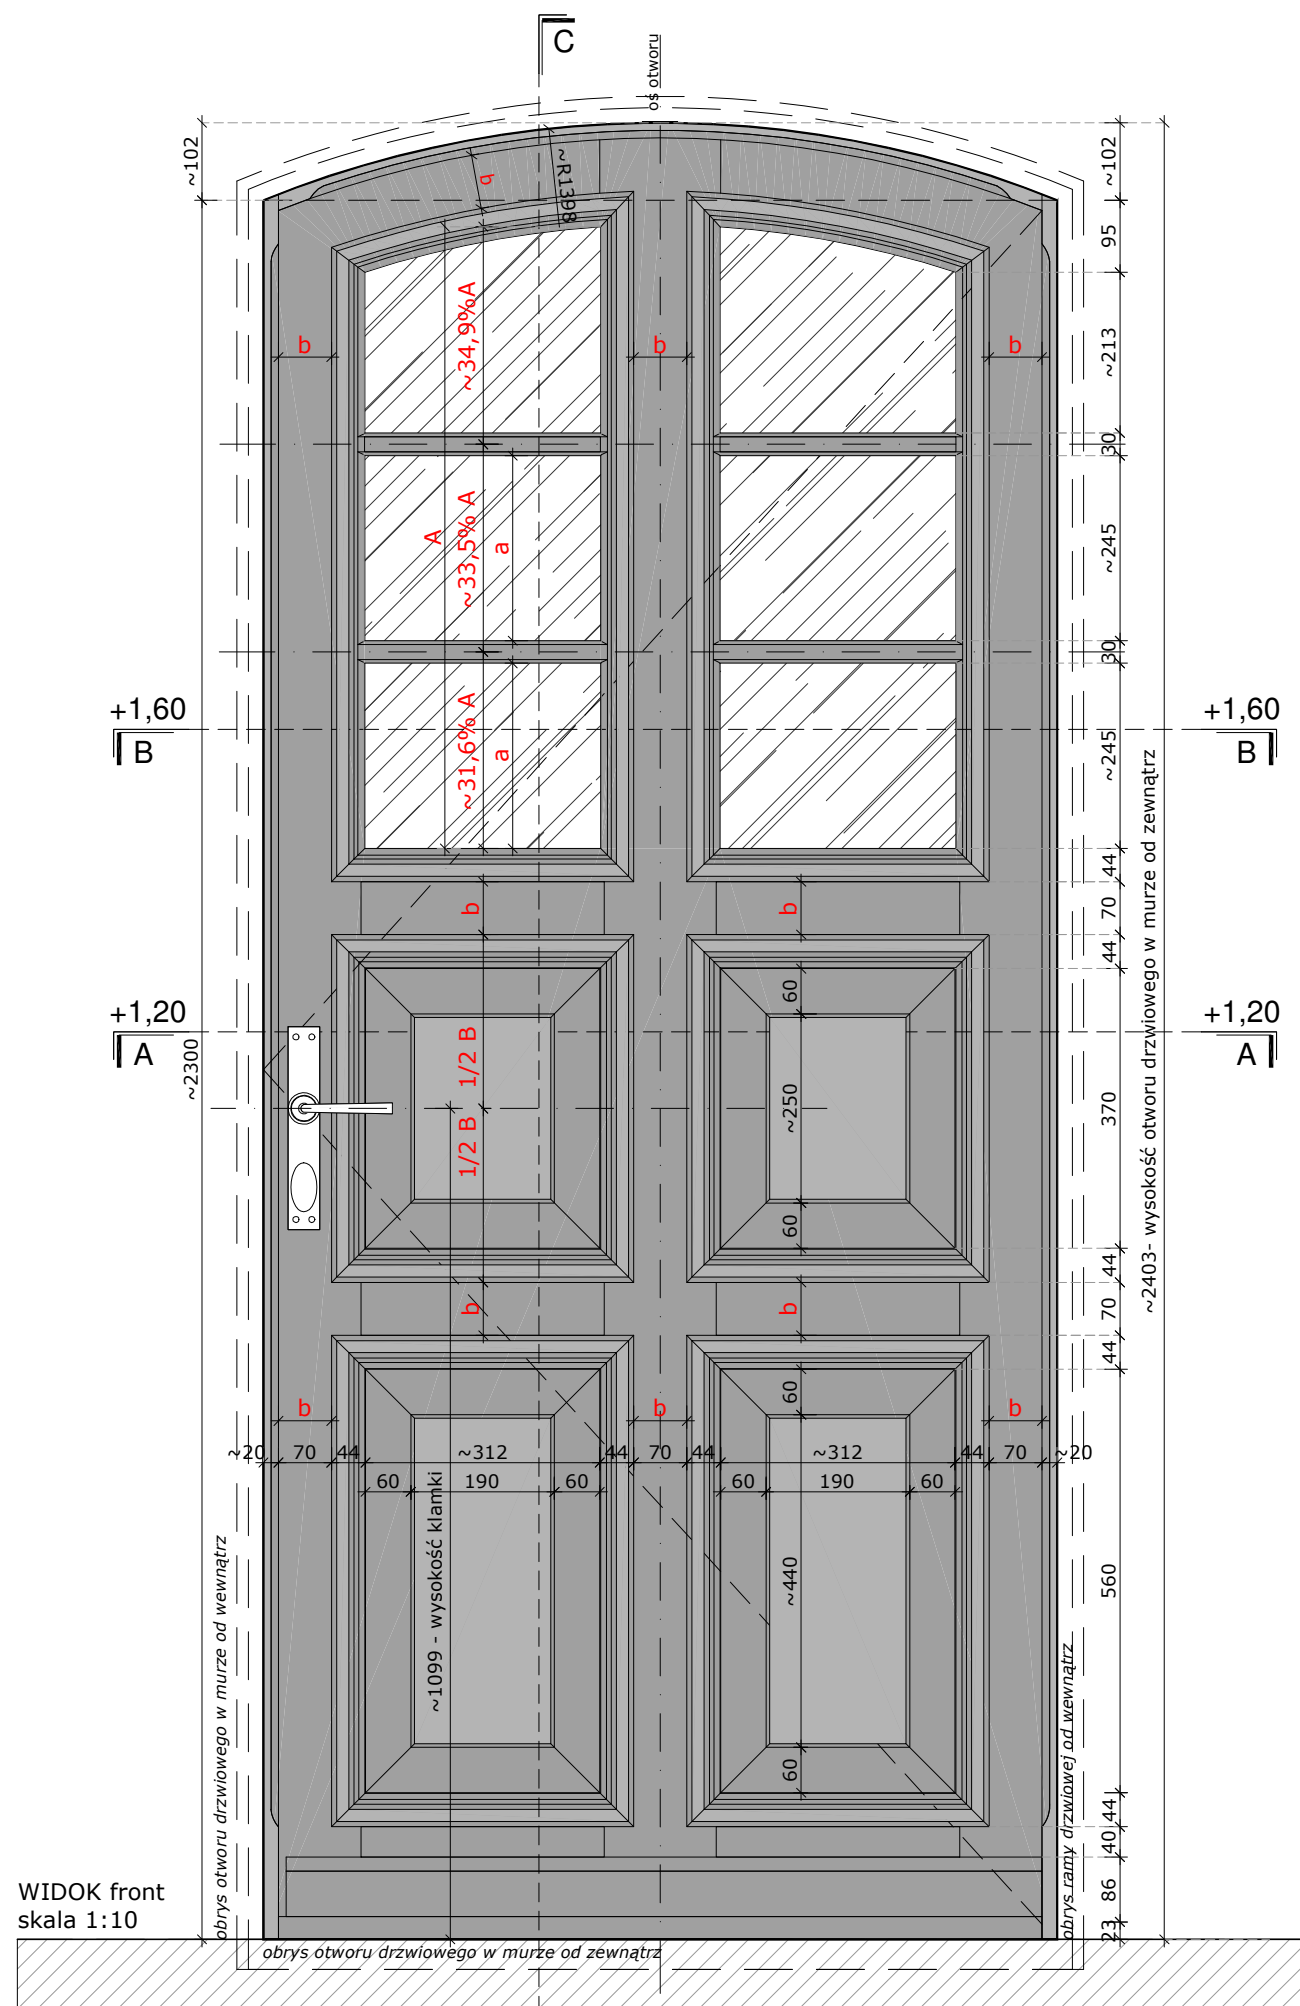 C
oś otworu
~102
~102
b
~R1398
95
~34,9%A
~213
b
b
b
30
A
~33,5% A
a
~245
30
+1,60
B
+1,60
B
~31,6% A
a
~245
44
b
b
70
44
60
+1,20
A
+1,20
A
~2300
1/2 B
1/2 B
~250
370
~2403- wysokość otworu drzwiowego w murze od zewnątrz
60
44
b
b
70
44
60
b
b
b
~20
70
44
~312
44
70
44
~312
44
70
~20
60
190
60
60
190
60
~1099 - wysokość klamki
~440
560
obrys otworu drzwiowego w murze od wewnątrz
obrys ramy drzwiowej od wewnątrz
60
44
40
86
23
WIDOK front
skala 1:10
obrys otworu drzwiowego w murze od zewnątrz